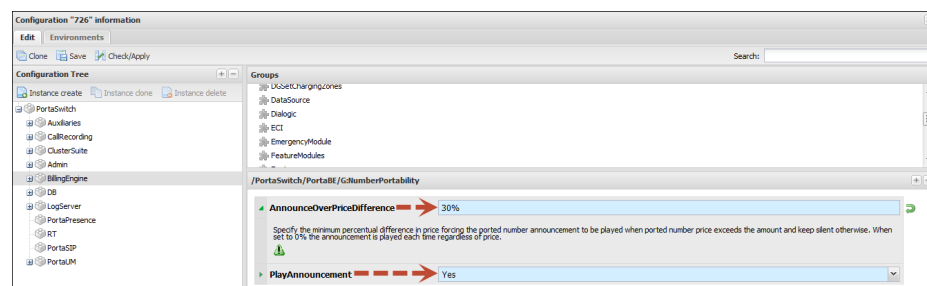 Configuration "726" information
Edit Environments
Clone Save Check/Apply Search:
Configuration Tree
Instance create Instance clone Instance delete
PortaSwitch
Auxiliaries
CallRecording
ClusterSuite
Admin
BillingEngine
DB
LogServer
PortaPresence
RT
PortaSIP
PortaUM
Groups
DGSetChargingZones
DataSource
Dialogic
ECI
EmergencyModule
FeatureModules
/PortaSwitch/PortaBE/G:NumberPortability
AnnounceOverPriceDifference 30%
Specify the minimum percentual difference in price forcing the ported number announcement to be played when ported number price exceeds the amount and keep silent otherwise. When
set to 0% the announcement is played each time regardless of price.
PlayAnnouncement Yes